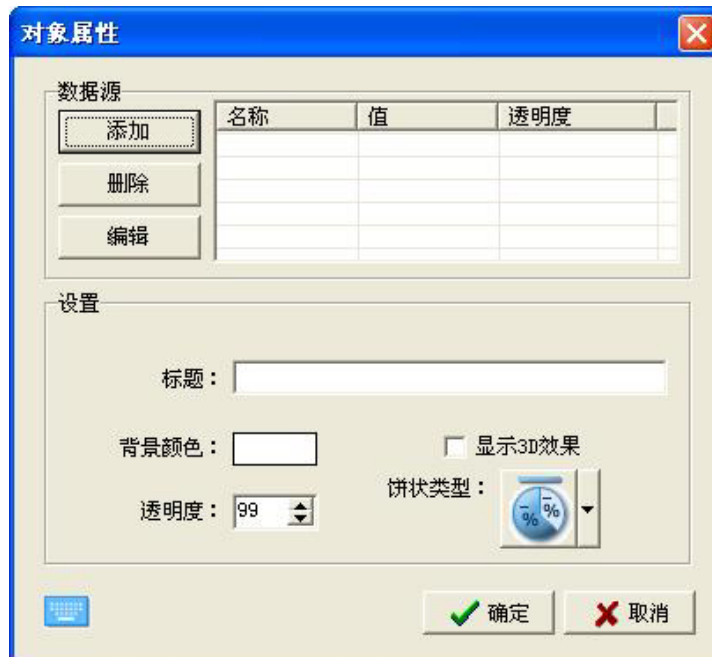 对象属性
数据源
添加
名称 值 透明度
删除
编辑
设置
标题：
背景颜色： 显示3D效果
饼状类型：
透明度： 99
% %
确定 取消